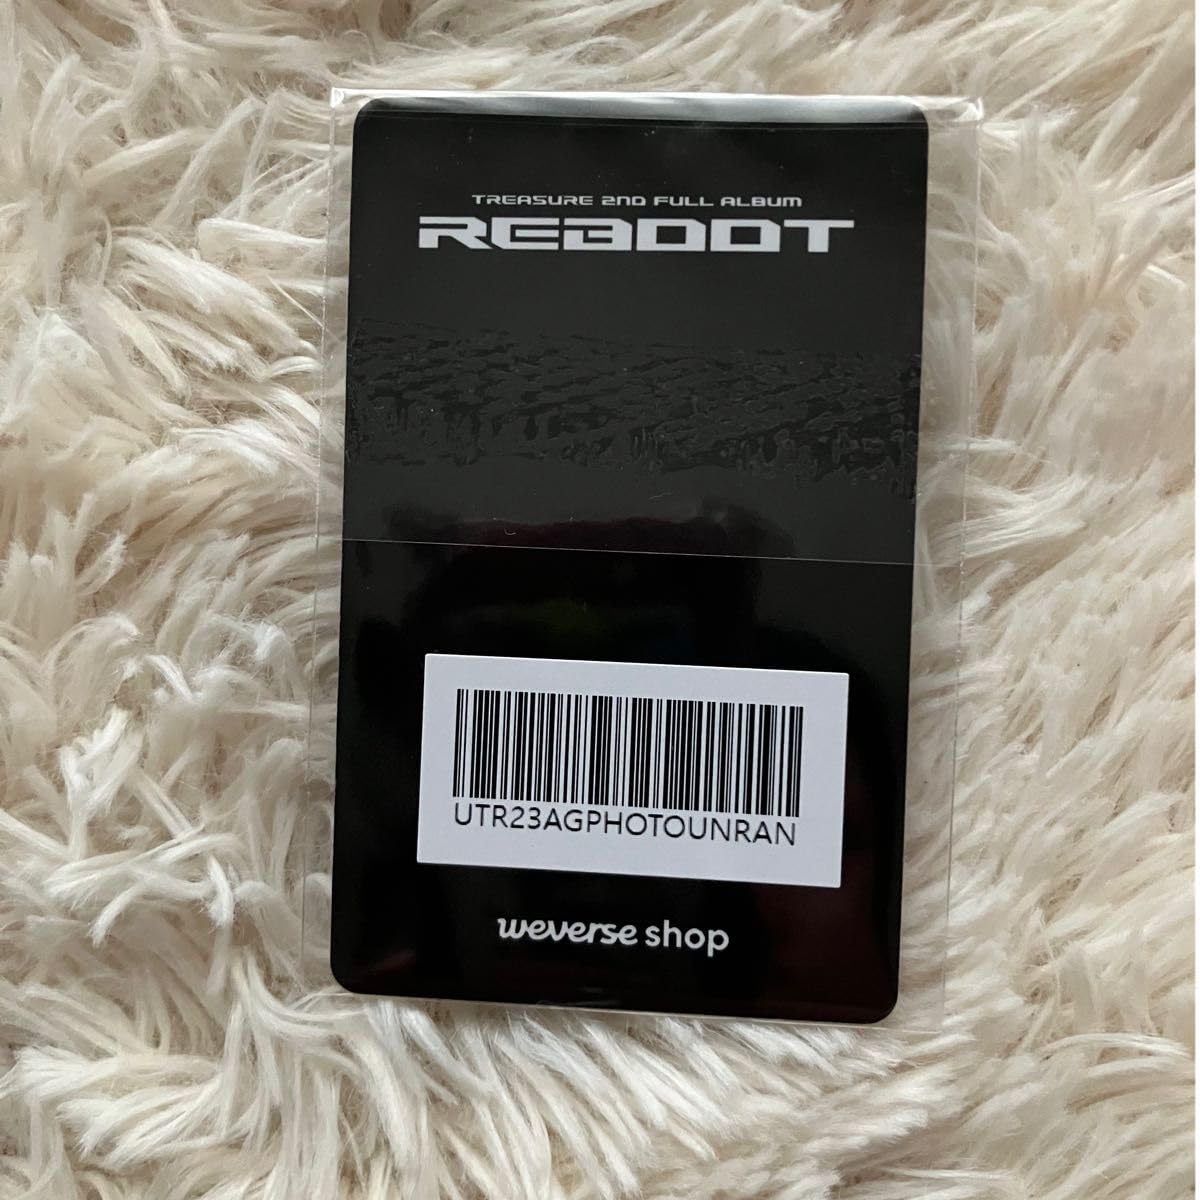 TREASURE 2ND FULL ALBUM
REBOOT
UTR23AGPHOTOUNRAN
weverse shop